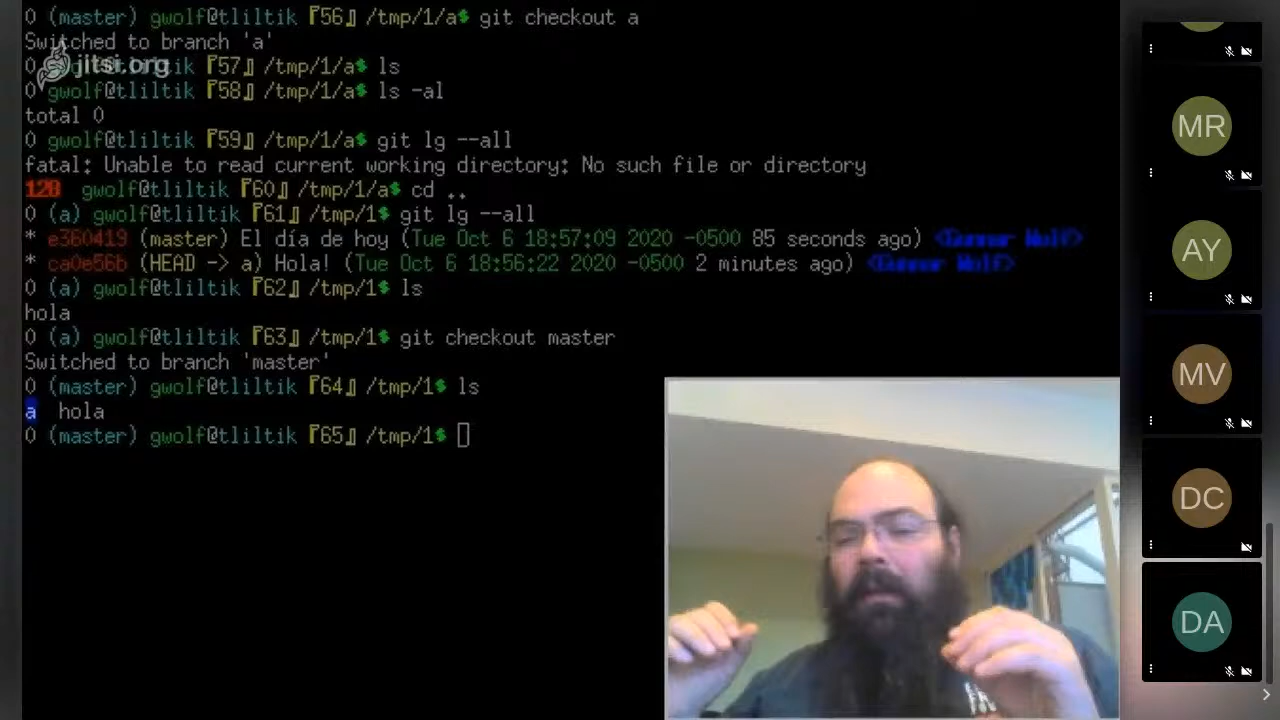 0 (master) gwolf@tliltik『56』/tmp/1/a$ git checkout a
Switched to branch 'a'
jitsi.org
0 gwolf@tliltik『57』/tmp/1/a$ ls
0 gwolf@tliltik『58』/tmp/1/a$ ls -al
total 0
0 gwolf@tliltik『59』/tmp/1/a$ git lg --all
fatal: Unable to read current working directory: No such file or directory
128 gwolf@tliltik『60』/tmp/1/a$ cd ..
0 (a) gwolf@tliltik『61』/tmp/1$ git lg --all
* e360419 (master) El día de hoy (Tue Oct 6 18:57:09 2020 -0500 85 seconds ago) <Gunnar Wolf>
* ca0e56b (HEAD -> a) Hola! (Tue Oct 6 18:56:22 2020 -0500 2 minutes ago) <Gunnar Wolf>
0 (a) gwolf@tliltik『62』/tmp/1$ ls
hola
0 (a) gwolf@tliltik『63』/tmp/1$ git checkout master
Switched to branch 'master'
0 (master) gwolf@tliltik『64』/tmp/1$ ls
a hola
0 (master) gwolf@tliltik『65』/tmp/1$
MR
AY
MV
DC
DA